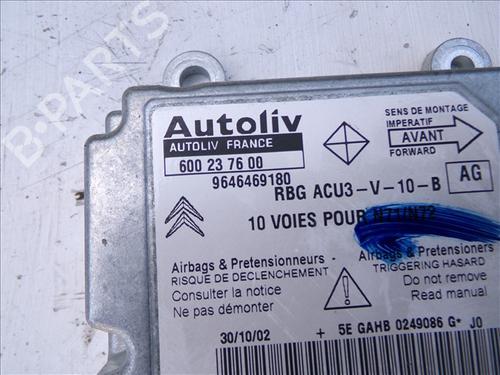 B-PARTS
Autoliv
AUTOLIV FRANCE
600 23 76 00
9646469180
SENS DE MONTAGE
IMPERATIF
AVANT
FORWARD
RBG ACU3-V-10-B
AG
10 VOIES POUR N71/N72
Airbags & Pretensionneurs -
RISQUE DE DECLENCHEMENT
Consulter la notice
Ne pas démonter
Airbags & Pretensioners
TRIGGERING HASARD
Do not remove
Read manual
30/10/02 + 5E GAHB 0249086 G* J0